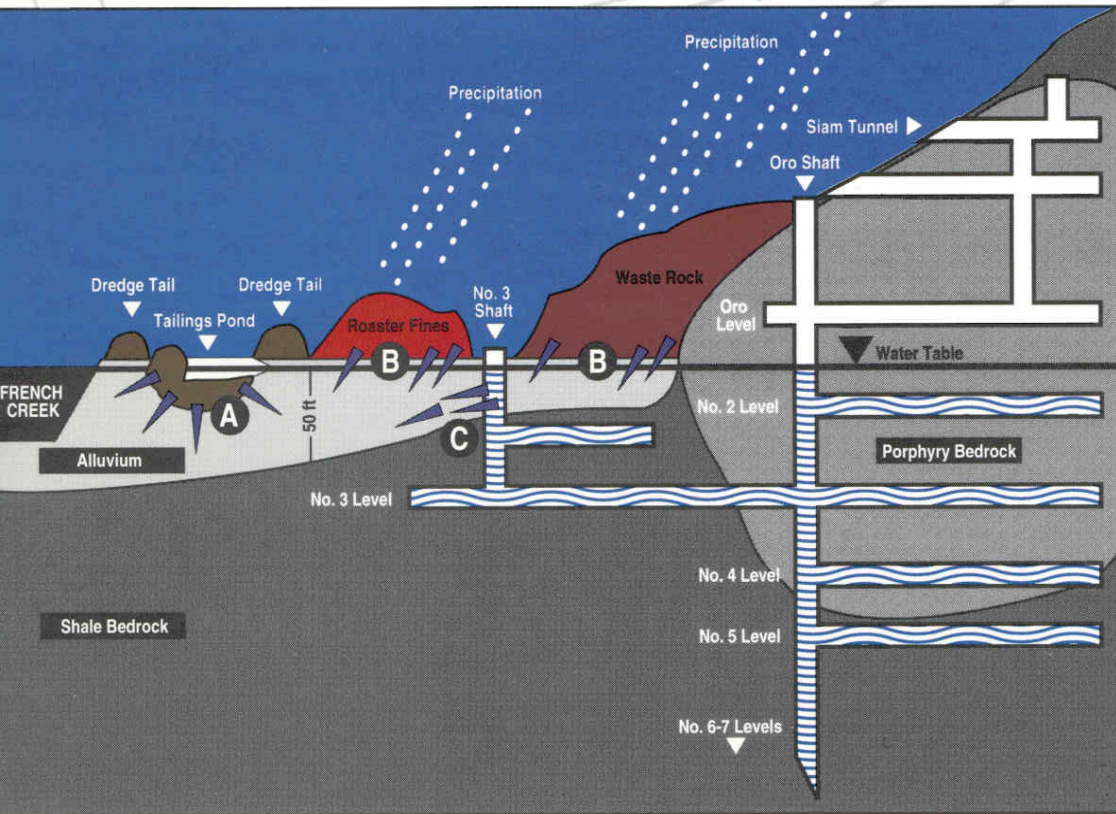 Precipitation
Precipitation
Siam Tunnel
Oro Shaft
Dredge Tail
Dredge Tail
Tailings Pond
No. 3
Shaft
Waste Rock
Roaster Fines
Oro
Level
B
B
Water Table
FRENCH
CREEK
A
50 ft
No. 2 Level
C
Alluvium
Porphyry Bedrock
No. 3 Level
No. 4 Level
Shale Bedrock
No. 5 Level
No. 6-7 Levels